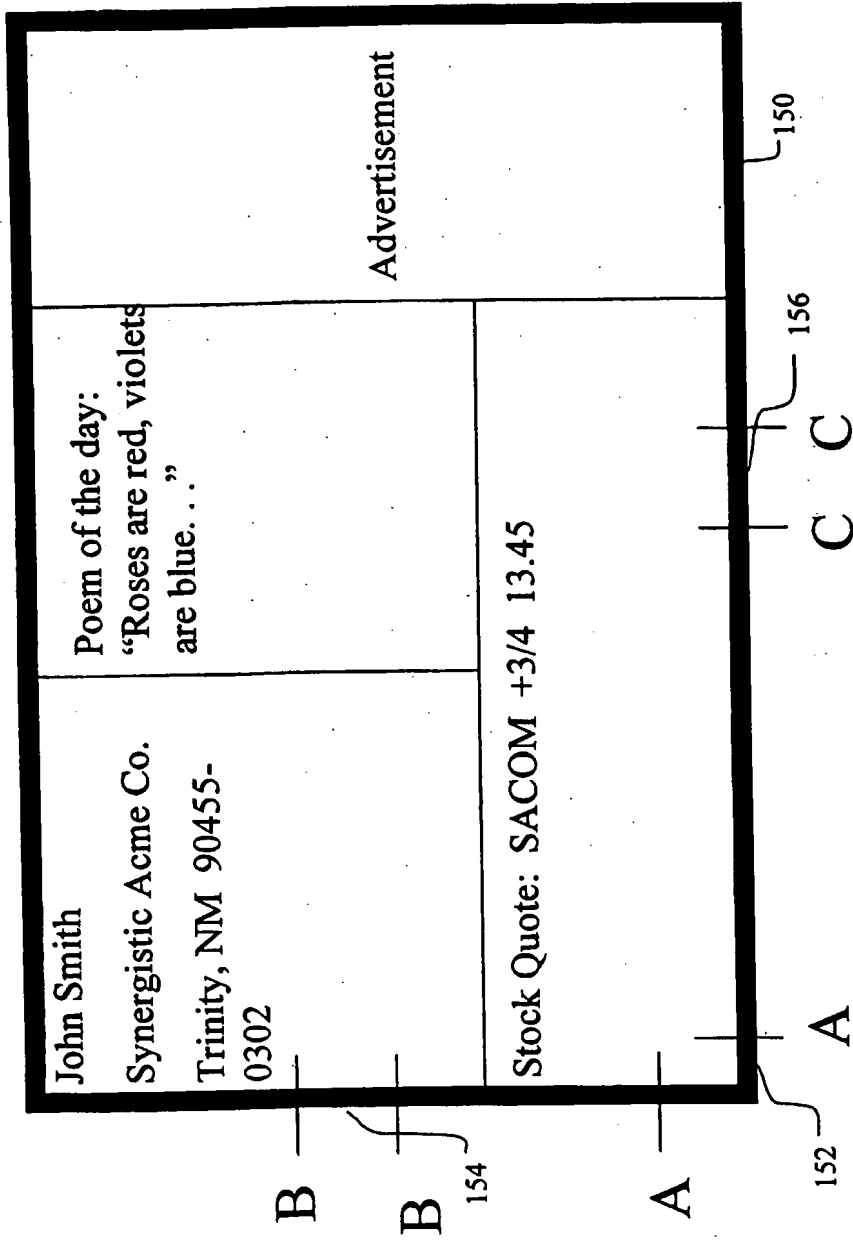 John Smith
Synergistic Acme Co.
Trinity, NM 90455-
0302
Poem of the day:
“Roses are red, violets
are blue. . .”
Stock Quote: SACOM +3/4 13.45
Advertisement
B
B
154
A
152
A
C
C
156
150